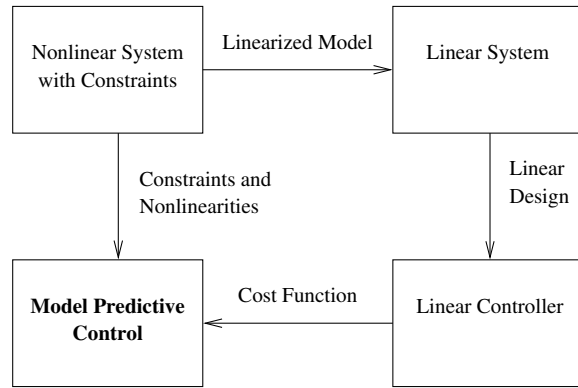 Nonlinear System
with Constraints
Linearized Model
Linear System
Constraints and
Nonlinearities
Linear
Design
Model Predictive
Control
Cost Function
Linear Controller